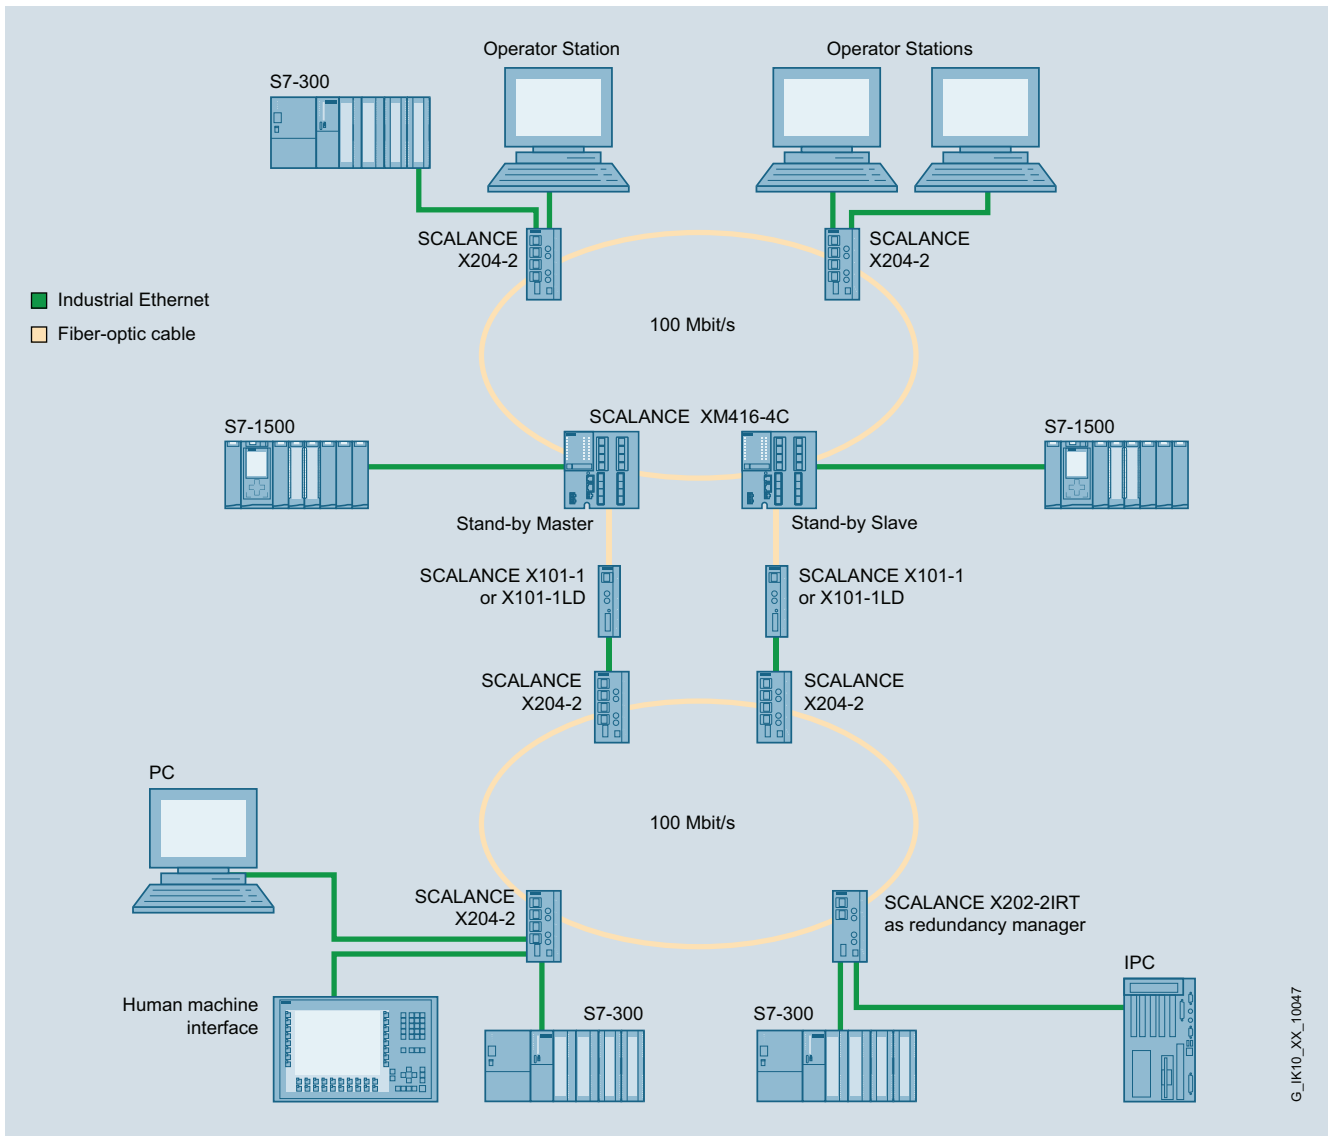 Operator Station
Operator Stations
S7-300
SCALANCE
X204-2
SCALANCE
X204-2
Industrial Ethernet
Fiber-optic cable
100 Mbit/s
SCALANCE XM416-4C
S7-1500
S7-1500
Stand-by Master
Stand-by Slave
SCALANCE X101-1
or X101-1LD
SCALANCE X101-1
or X101-1LD
SCALANCE
X204-2
SCALANCE
X204-2
PC
100 Mbit/s
SCALANCE
X204-2
SCALANCE X202-2IRT
as redundancy manager
IPC
Human machine
interface
S7-300
S7-300
G_IK10_XX_10047